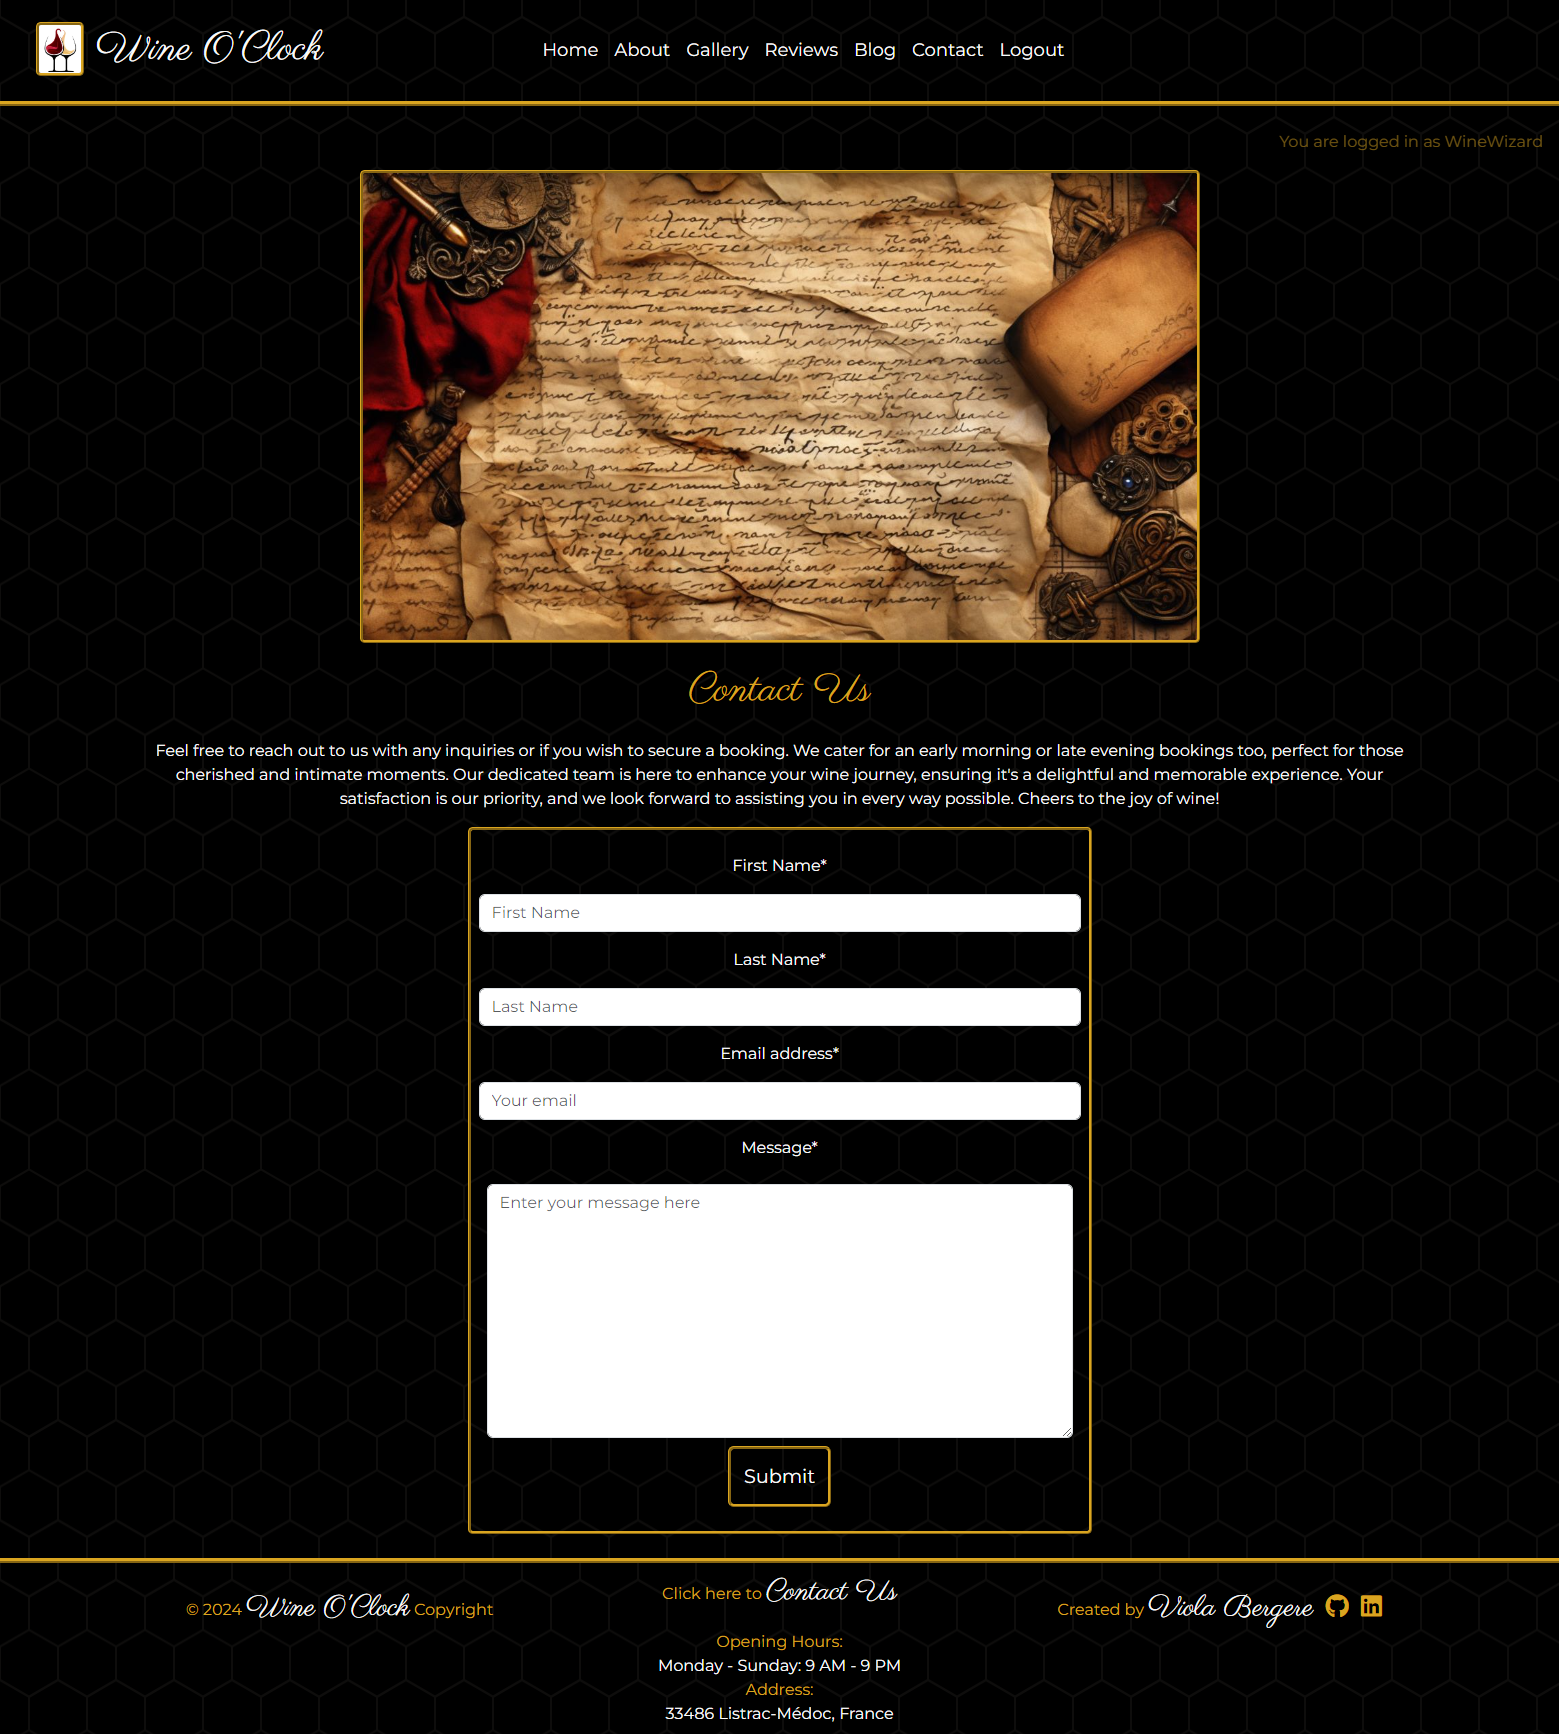 Wine O'Clock
Home About Gallery Reviews Blog Contact Logout
You are logged in as WineWizard
Contact Us
Feel free to reach out to us with any inquiries or if you wish to secure a booking. We cater for an early morning or late evening bookings too, perfect for those
cherished and intimate moments. Our dedicated team is here to enhance your wine journey, ensuring it's a delightful and memorable experience. Your
satisfaction is our priority, and we look forward to assisting you in every way possible. Cheers to the joy of wine!
First Name*
First Name
Last Name*
Last Name
Email address*
Your email
Message*
Enter your message here
Submit
© 2024 Wine O'Clock Copyright
Click here to Contact Us
Opening Hours:
Monday - Sunday: 9 AM - 9 PM
Address:
33486 Listrac-Médoc, France
Created by Viola Bergere